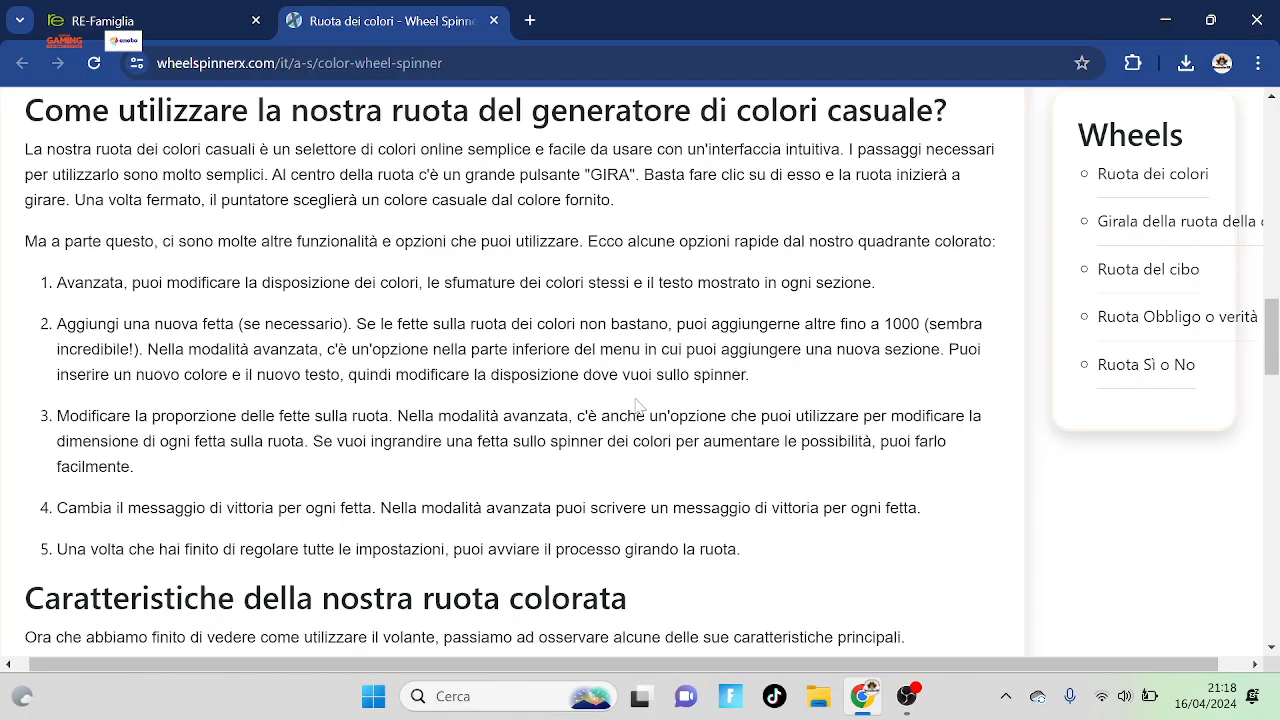 RE-Famiglia
Ruota dei colori - Wheel Spinne
GAMING
enata
wheelspinnerx.com/it/a-s/color-wheel-spinner
Come utilizzare la nostra ruota del generatore di colori casuale?
La nostra ruota dei colori casuali è un selettore di colori online semplice e facile da usare con un'interfaccia intuitiva. I passaggi necessari
per utilizzarlo sono molto semplici. Al centro della ruota c'è un grande pulsante "GIRA". Basta fare clic su di esso e la ruota inizierà a
girare. Una volta fermato, il puntatore sceglierà un colore casuale dal colore fornito.
Ma a parte questo, ci sono molte altre funzionalità e opzioni che puoi utilizzare. Ecco alcune opzioni rapide dal nostro quadrante colorato:
1. Avanzata, puoi modificare la disposizione dei colori, le sfumature dei colori stessi e il testo mostrato in ogni sezione.
2. Aggiungi una nuova fetta (se necessario). Se le fette sulla ruota dei colori non bastano, puoi aggiungerne altre fino a 1000 (sembra
incredibile!). Nella modalità avanzata, c'è un'opzione nella parte inferiore del menu in cui puoi aggiungere una nuova sezione. Puoi
inserire un nuovo colore e il nuovo testo, quindi modificare la disposizione dove vuoi sullo spinner.
3. Modificare la proporzione delle fette sulla ruota. Nella modalità avanzata, c'è anche un'opzione che puoi utilizzare per modificare la
dimensione di ogni fetta sulla ruota. Se vuoi ingrandire una fetta sullo spinner dei colori per aumentare le possibilità, puoi farlo
facilmente.
4. Cambia il messaggio di vittoria per ogni fetta. Nella modalità avanzata puoi scrivere un messaggio di vittoria per ogni fetta.
5. Una volta che hai finito di regolare tutte le impostazioni, puoi avviare il processo girando la ruota.
Caratteristiche della nostra ruota colorata
Ora che abbiamo finito di vedere come utilizzare il volante, passiamo ad osservare alcune delle sue caratteristiche principali.
Wheels
Ruota dei colori
Girala della ruota della c
Ruota del cibo
Ruota Obbligo o verità
Ruota Sì o No
Cerca
21:18
16/04/2024